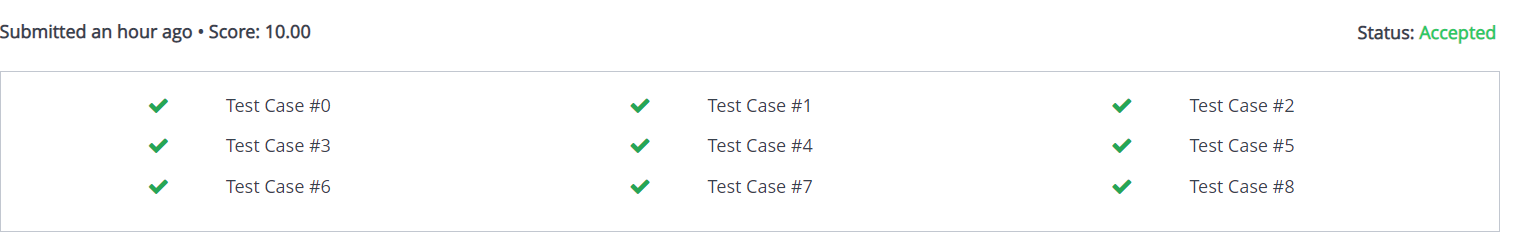 Submitted an hour ago • Score: 10.00 Status: Accepted
Test Case #0 Test Case #1 Test Case #2
Test Case #3 Test Case #4 Test Case #5
Test Case #6 Test Case #7 Test Case #8